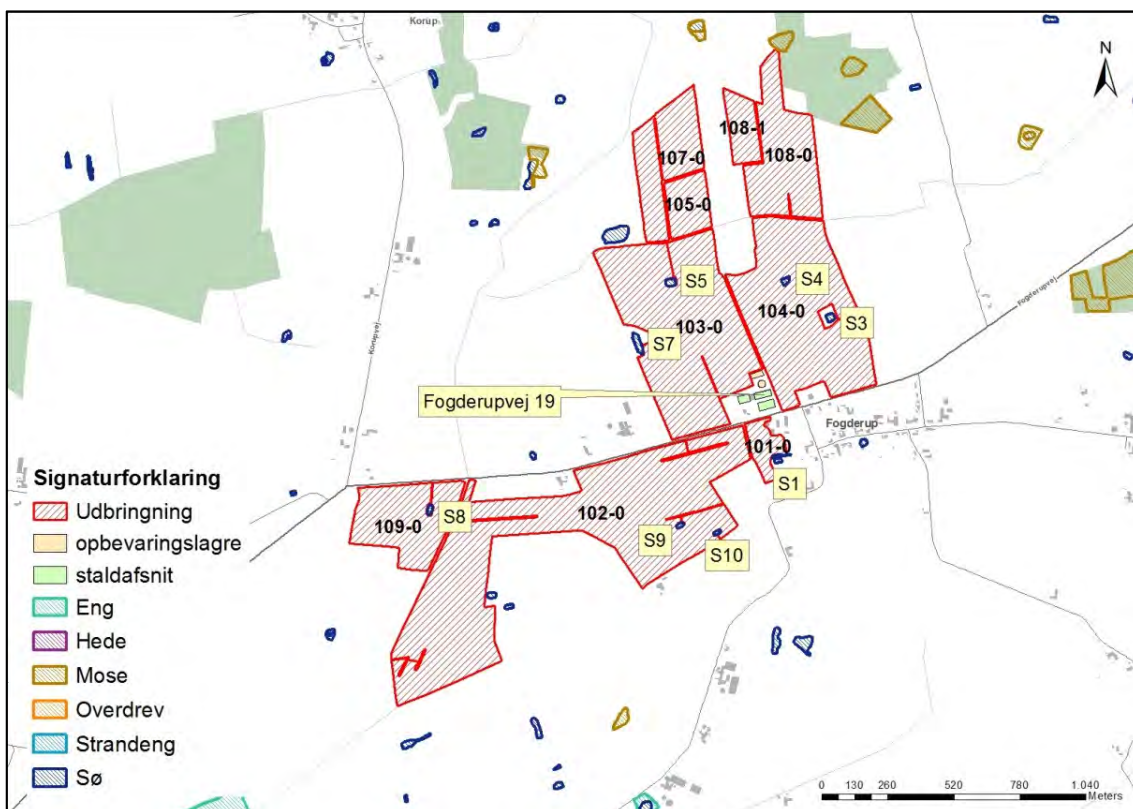 Korup
N
108-1
107-0
108-0
105-0
S5
S4
103-0
104-0
S3
S7
Fogderupvej
Korupvej
Fogderupvej 19
Fogderup
101-0
S1
109-0
S8
102-0
S9
S10
Signaturforklaring
Udbringning
opbevaringslagre
staldafsnit
Eng
Hede
Mose
Overdrev
Strandeng
Sø
0 130 260 520 780 1.040
Meters